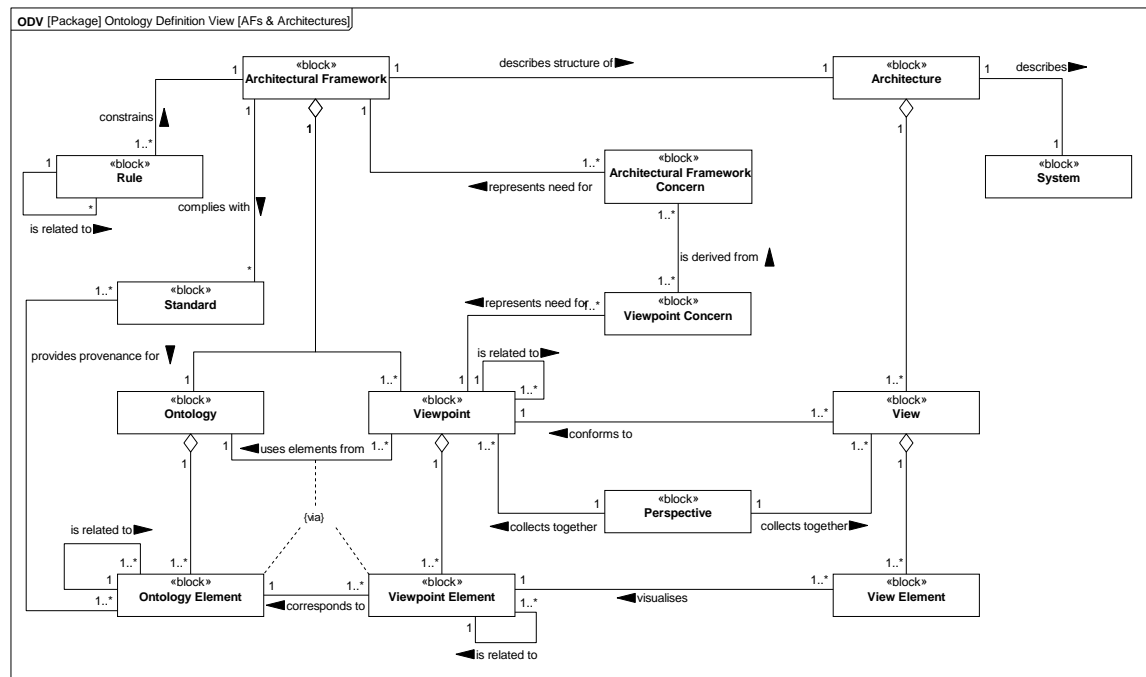 ODV [Package] Ontology Definition View [AFs & Architectures]
«block»
Architectural Framework
1
1
describes structure of
1
«block»
Architecture
1
describes
1
1
1
1
constrains
1..*
«block»
Rule
1
*
is related to
complies with
*
1..*
«block»
Architectural Framework
Concern
represents need for
1..*
is derived from
1..*
1
«block»
System
1..*
«block»
Standard
represents need for
1..*
«block»
Viewpoint Concern
provides provenance for
is related to
1
1..*
1
1
1..*
1..*
«block»
Ontology
«block»
Viewpoint
«block»
View
1
1
uses elements from
1..*
1
1..*
1
conforms to
1..*
1..*
1
1
«block»
Perspective
1
collects together
collects together
is related to
{via}
1..*
1..*
1..*
1..*
1
1..*
«block»
Ontology Element
1
corresponds to
1..*
«block»
Viewpoint Element
1
visualises
1..*
«block»
View Element
1
1..*
is related to